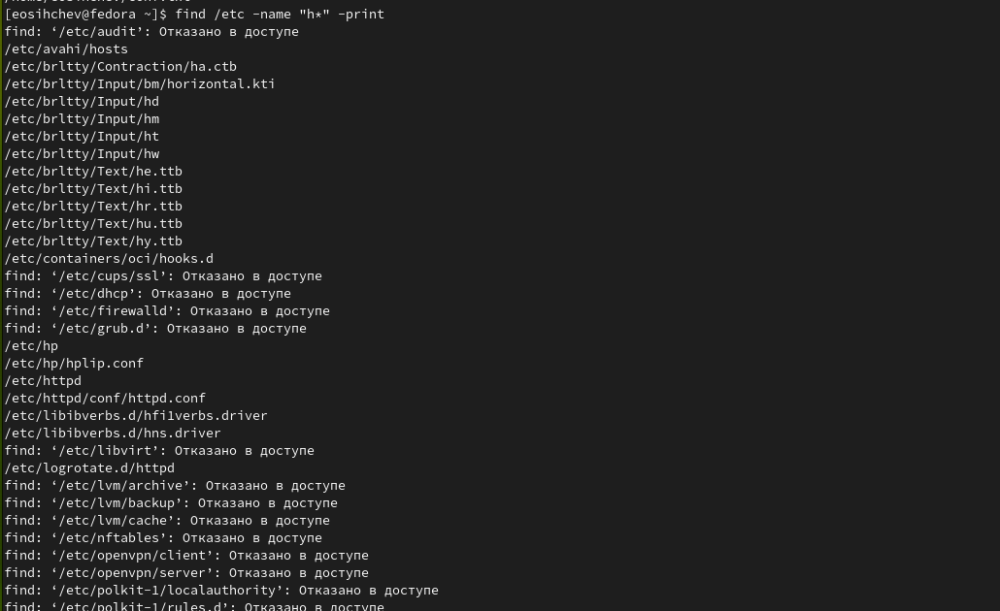 [eosihchev@fedora ~]$ find /etc -name "h*" -print
find: ‘/etc/audit’: Отказано в доступе
/etc/avahi/hosts
/etc/brltty/Contraction/ha.ctb
/etc/brltty/Input/bm/horizontal.kti
/etc/brltty/Input/hd
/etc/brltty/Input/hm
/etc/brltty/Input/ht
/etc/brltty/Input/hw
/etc/brltty/Text/he.ttb
/etc/brltty/Text/hi.ttb
/etc/brltty/Text/hr.ttb
/etc/brltty/Text/hu.ttb
/etc/brltty/Text/hy.ttb
/etc/containers/oci/hooks.d
find: ‘/etc/cups/ssl’: Отказано в доступе
find: ‘/etc/dhcp’: Отказано в доступе
find: ‘/etc/firewalld’: Отказано в доступе
find: ‘/etc/grub.d’: Отказано в доступе
/etc/hp
/etc/hp/hplip.conf
/etc/httpd
/etc/httpd/conf/httpd.conf
/etc/libibverbs.d/hfi1verbs.driver
/etc/libibverbs.d/hns.driver
find: ‘/etc/libvirt’: Отказано в доступе
/etc/logrotate.d/httpd
find: ‘/etc/lvm/archive’: Отказано в доступе
find: ‘/etc/lvm/backup’: Отказано в доступе
find: ‘/etc/lvm/cache’: Отказано в доступе
find: ‘/etc/nftables’: Отказано в доступе
find: ‘/etc/openvpn/client’: Отказано в доступе
find: ‘/etc/openvpn/server’: Отказано в доступе
find: ‘/etc/polkit-1/localauthority’: Отказано в доступе
find: ‘/etc/polkit-1/rules.d’: Отказано в доступе